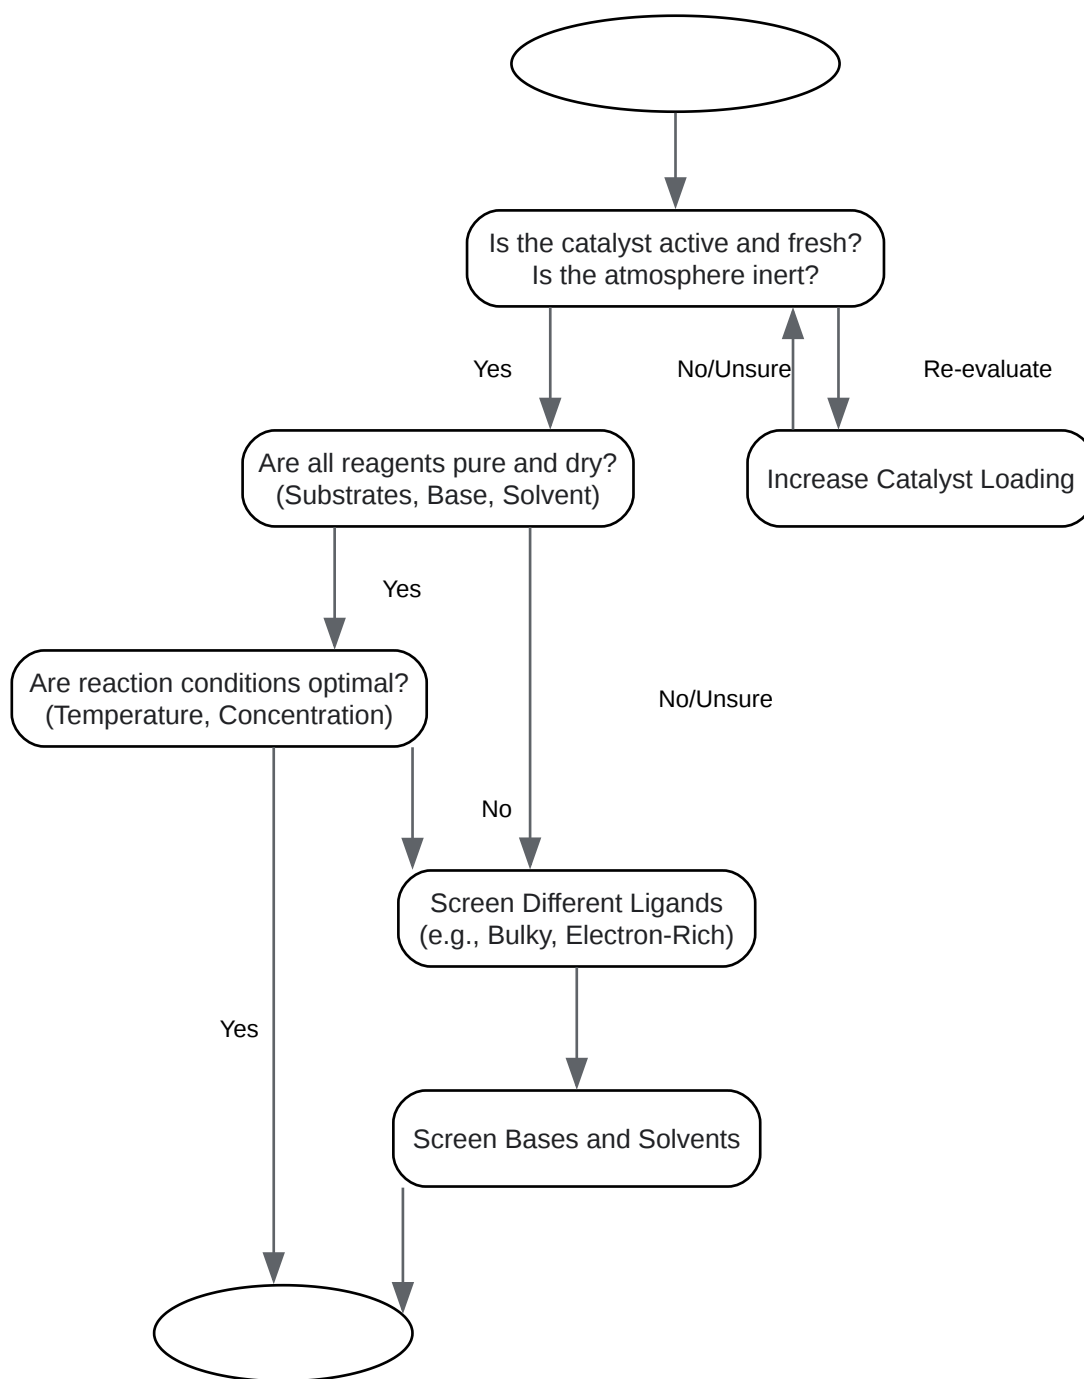 Is the catalyst active and fresh?
Is the atmosphere inert?
Yes
No/Unsure
Re-evaluate
Are all reagents pure and dry?
(Substrates, Base, Solvent)
Increase Catalyst Loading
Yes
Are reaction conditions optimal?
(Temperature, Concentration)
No/Unsure
No
Screen Different Ligands
(e.g., Bulky, Electron-Rich)
Yes
Screen Bases and Solvents